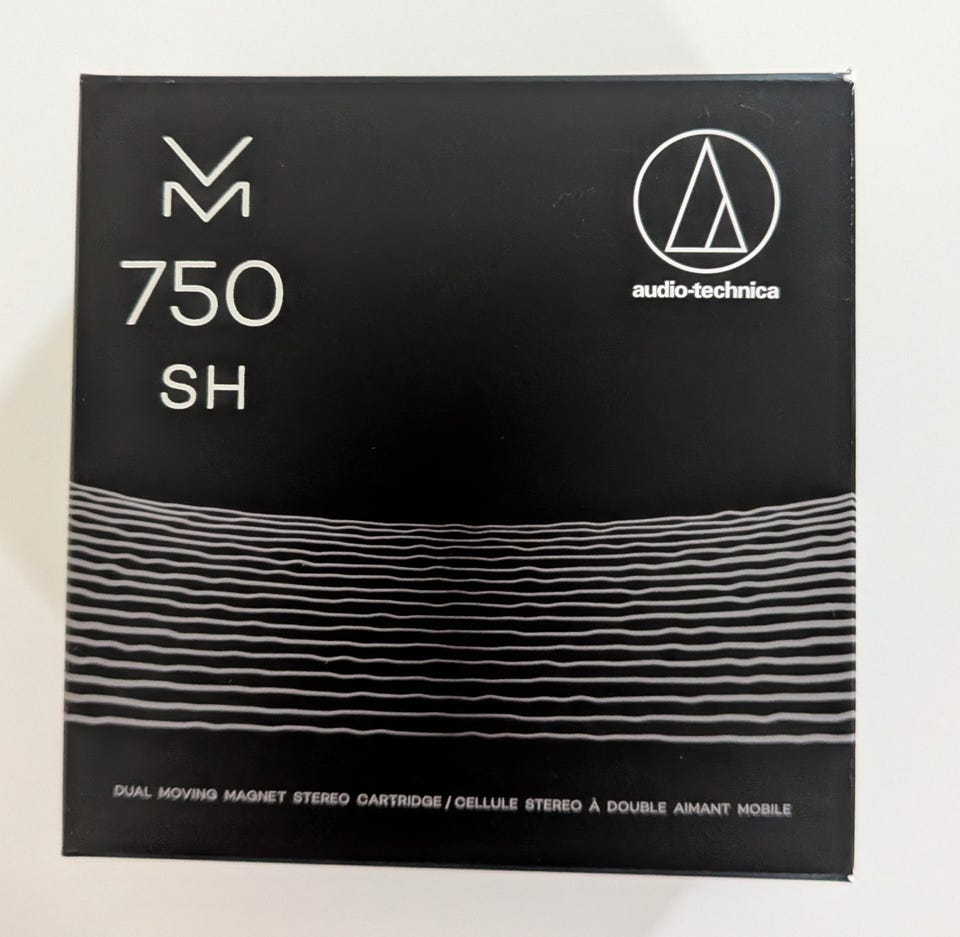 VM
750
SH
audio-technica
DUAL MOVING MAGNET STEREO CARTRIDGE / CELLULE STEREO À DOUBLE AIMANT MOBILE